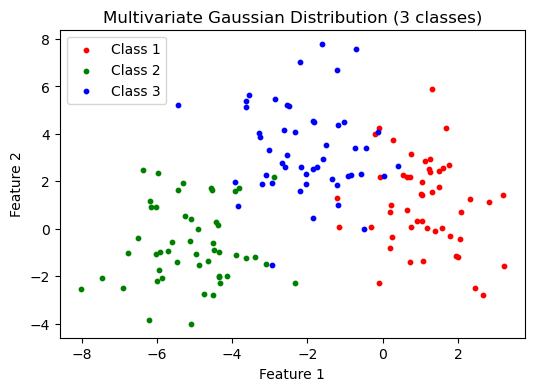 Multivariate Gaussian Distribution (3 classes)
Class 1
Class 2
Class 3
8
6
4
2
0
−2
−4
Feature 2
−8
−6
−4
−2
0
2
Feature 1